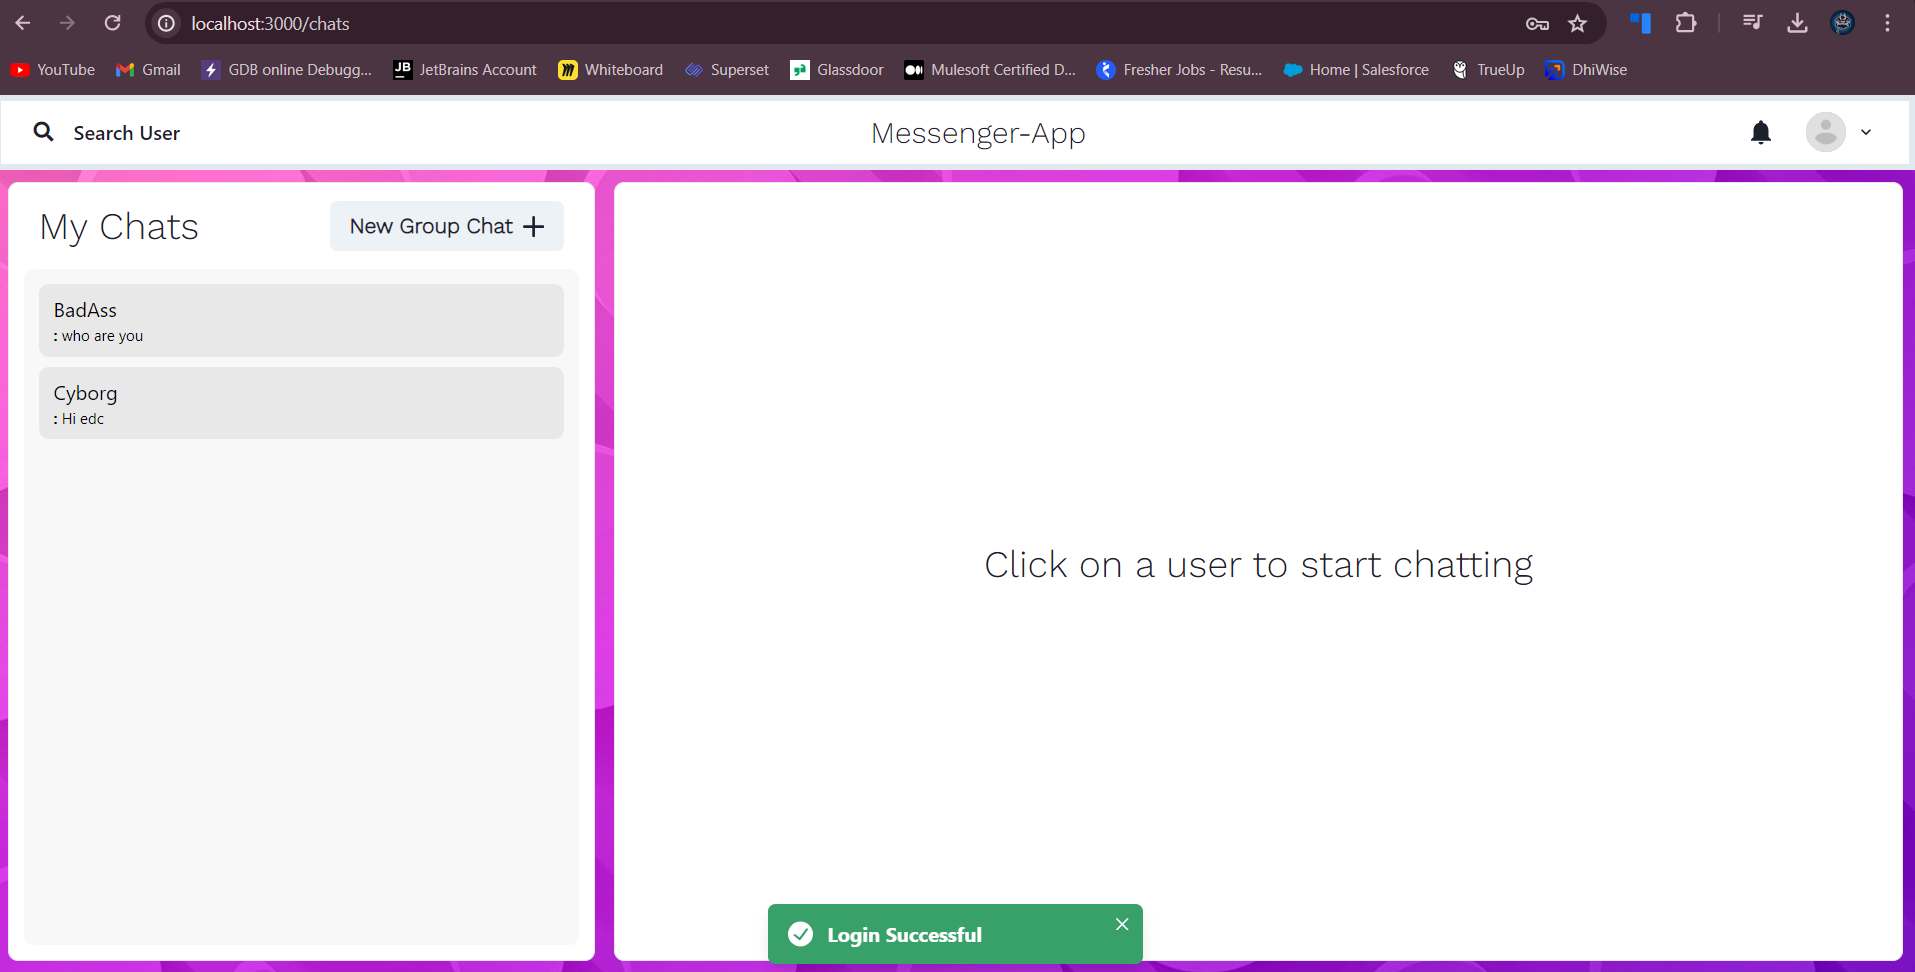 localhost:3000/chats
YouTube Gmail GDB online Debugg... JetBrains Account Whiteboard Superset Glassdoor Mulesoft Certified D... Fresher Jobs - Resu... Home | Salesforce TrueUp DhiWise
Search User Messenger-App
My Chats New Group Chat
BadAss
: who are you
Cyborg
: Hi edc
Click on a user to start chatting
Login Successful